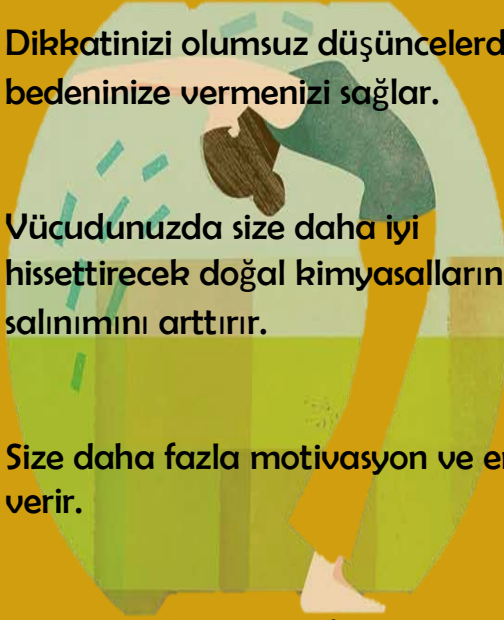 Dikkatinizi olumsuz düşüncelerd
bedeninize vermenizi sağlar.
Vücudunuzda size daha iyi
hissettirecek doğal kimyasalların
salınımını arttırır.
Size daha fazla motivasyon ve e
verir.